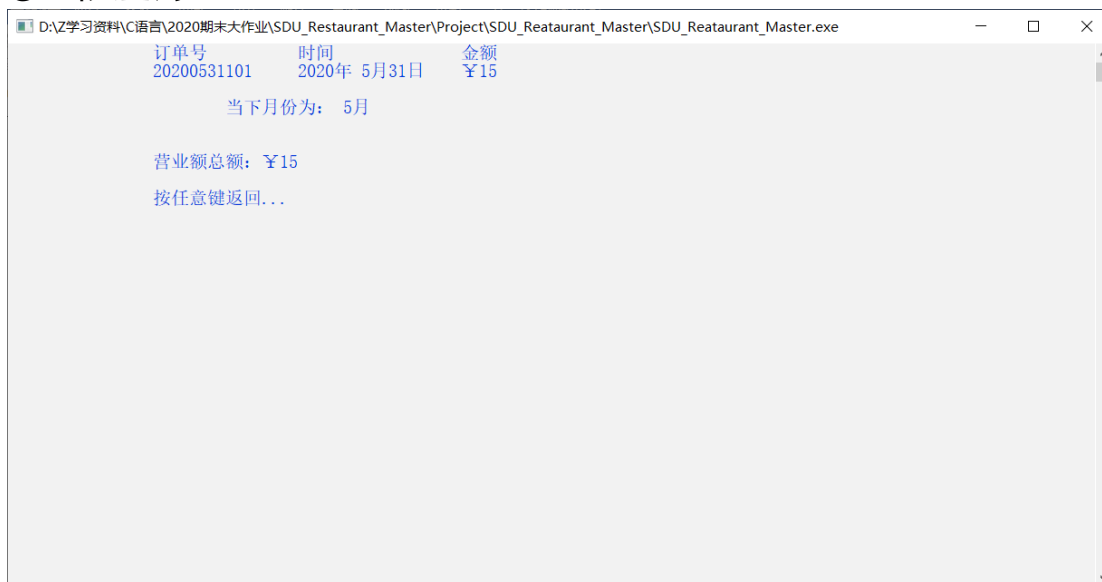 D:\Z学习资料\C语言\2020期末大作业\SDU_Restaurant_Master\Project\SDU_Reataurant_Master\SDU_Reataurant_Master.exe
订单号 时间 金额
20200531101 2020年 5月31日 ¥15
当下月份为： 5月
营业额总额：¥15
按任意键返回...